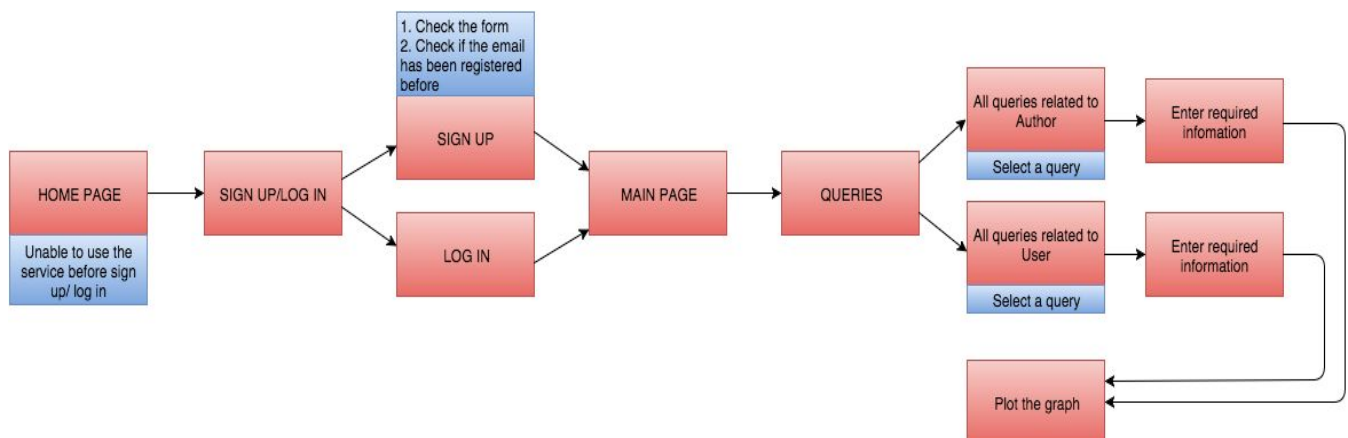 HOME PAGE
Unable to use the
service before sign
up/ log in
SIGN UP/LOG IN
1. Check the form
2. Check if the email
has been registered
before
SIGN UP
LOG IN
MAIN PAGE
QUERIES
All queries related to
Author
Select a query
Enter required
infomation
All queries related to
User
Select a query
Enter required
information
Plot the graph